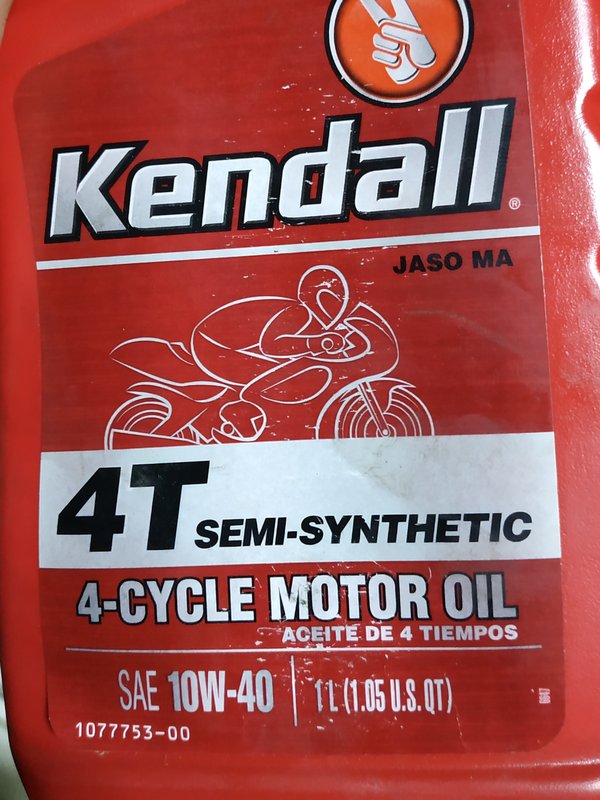 Kendall®
JASO MA
4T SEMI-SYNTHETIC
4-CYCLE MOTOR OIL
ACEITE DE 4 TIEMPOS
SAE 10W-40 1 L (1.05 U.S. QT)
1077753-00